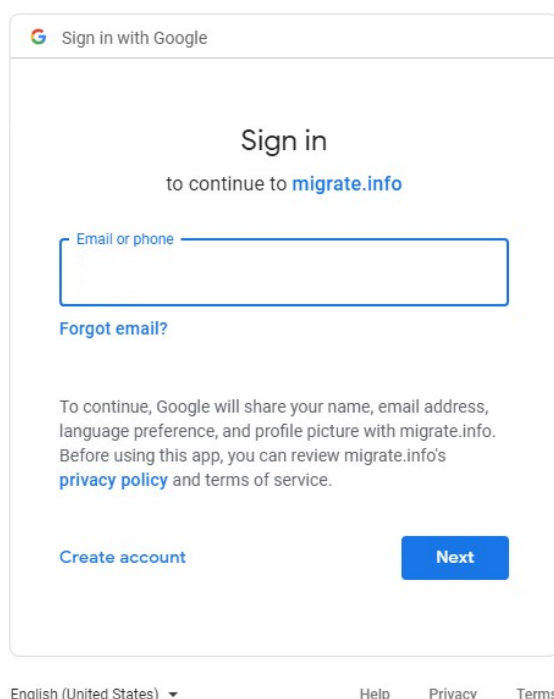 Sign in with Google
Sign in
to continue to migrate.info
Email or phone
Forgot email?
To continue, Google will share your name, email address,
language preference, and profile picture with migrate.info.
Before using this app, you can review migrate.info's
privacy policy and terms of service.
Create account
Next
English (United States)
Help
Privacy
Terms